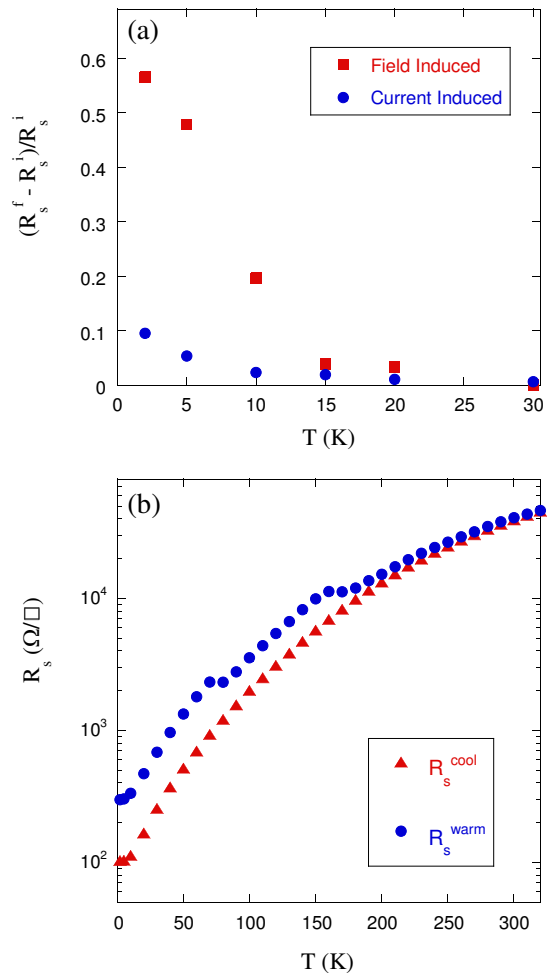 (a)
0.6
0.5
0.4
0.3
0.2
0.1
0
(R_s^f - R_s^i)/R_s^i
Field Induced
Current Induced
0 5 10 15 20 25 30
T (K)
(b)
10^4
10^3
10^2
R_s (Ω/□)
R_s^cool
R_s^warm
0 50 100 150 200 250 300
T (K)